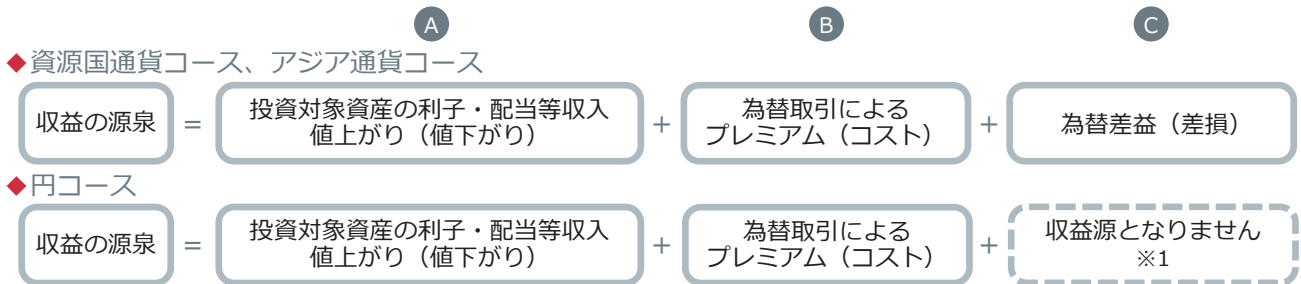 A B C
◆資源国通貨コース、アジア通貨コース
収益の源泉 = 投資対象資産の利子・配当等収入 値上がり（値下がり） + 為替取引による プレミアム（コスト） + 為替差益（差損）
◆円コース
収益の源泉 = 投資対象資産の利子・配当等収入 値上がり（値下がり） + 為替取引による プレミアム（コスト） + 収益源となりません ※1